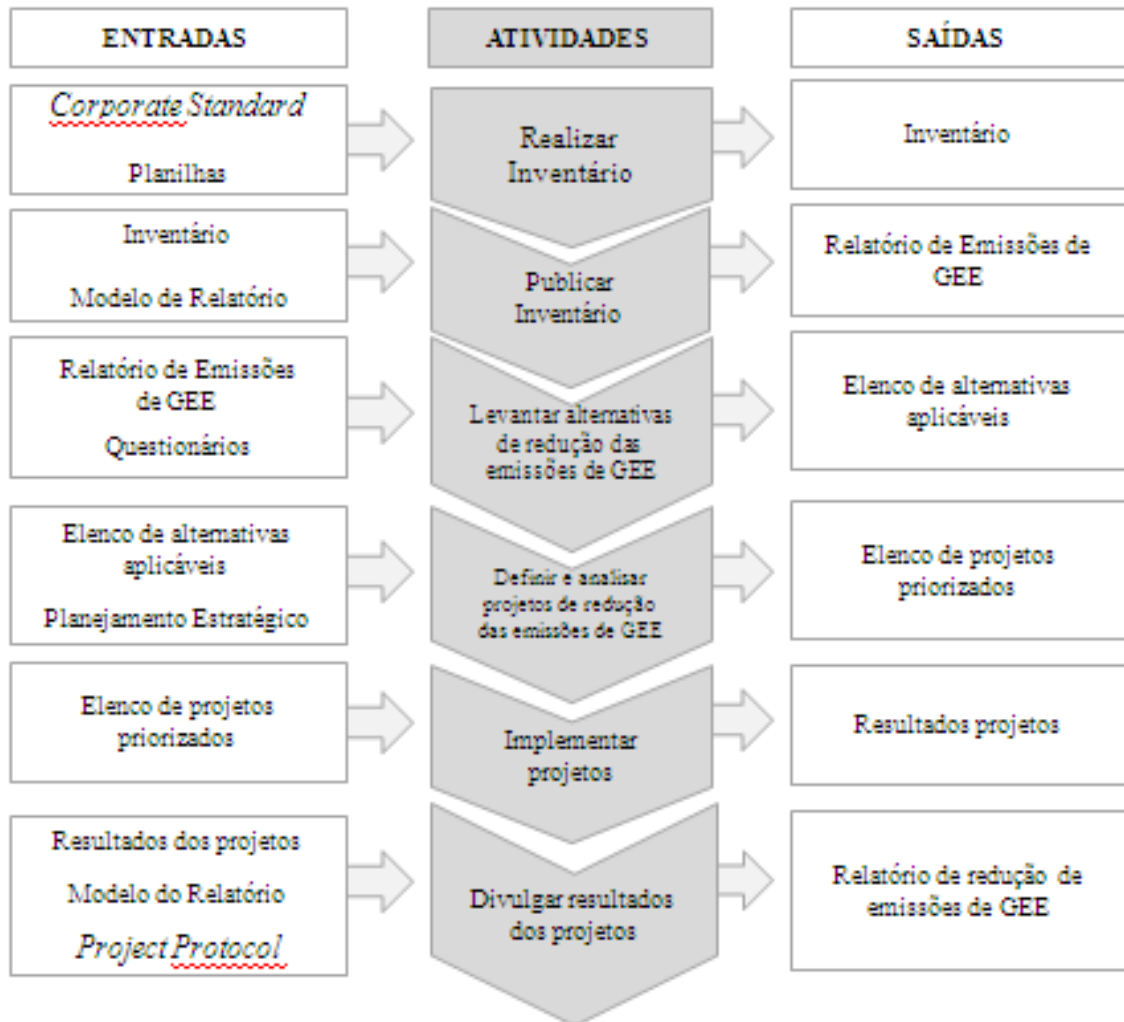 ENTRADAS
ATIVIDADES
SAÍDAS
Corporate Standard
Planilhas
Realizar
Inventário
Inventário
Inventário
Modelo de Relatório
Publicar
Inventário
Relatório de Emissões de
GEE
Relatório de Emissões
de GEE
Questionários
Levantar alternativas
de redução das
emissões de GEE
Elenco de alternativas
aplicáveis
Elenco de alternativas
aplicáveis
Planejamento Estratégico
Definir e analisar
projetos de redução
das emissões de GEE
Elenco de projetos
priorizados
Elenco de projetos
priorizados
Implementar
projetos
Resultados projetos
Resultados dos projetos
Modelo do Relatório
Project Protocol
Divulgar resultados
dos projetos
Relatório de redução de
emissões de GEE